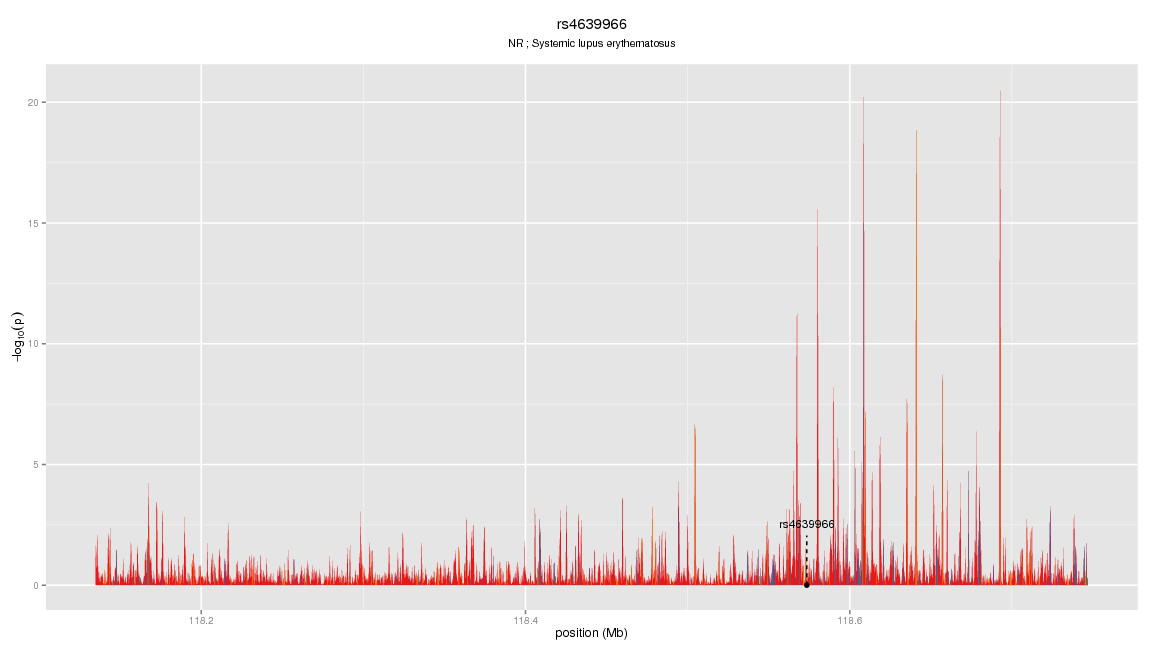 rs4639966
NR ; Systemic lupus erythematosus
20
15
10
5
0
−log10(p)
rs4639966
118.2
118.4
118.6
position (Mb)